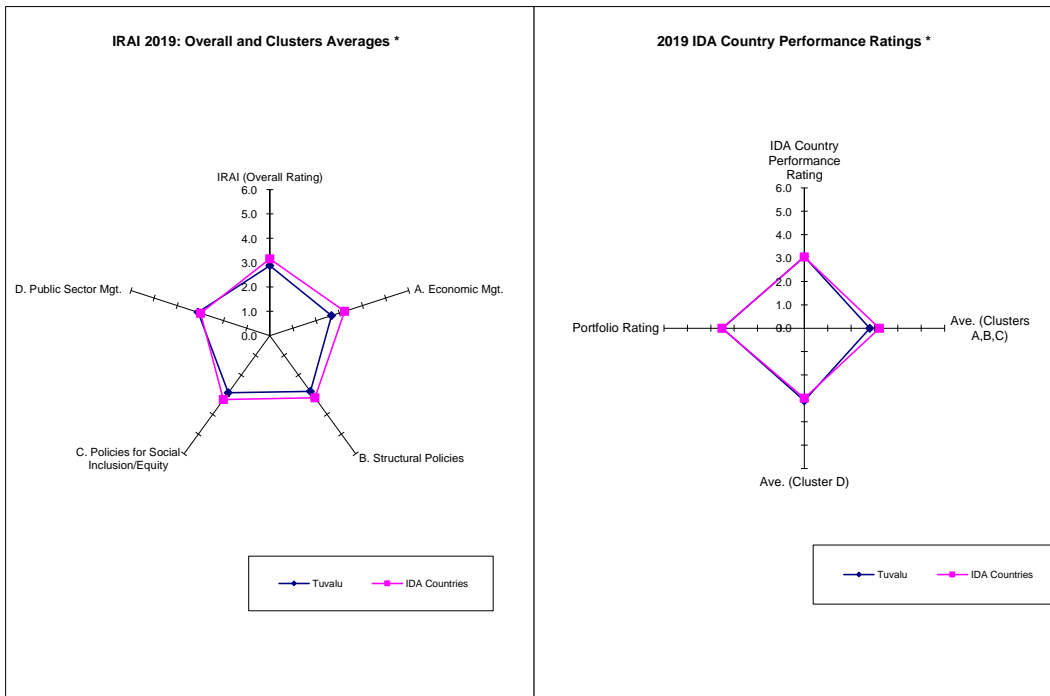 IRAI 2019: Overall and Clusters Averages *
IRAI (Overall Rating)
6.0
5.0
4.0
3.0
2.0
1.0
0.0
A. Economic Mgt.
B. Structural Policies
C. Policies for Social
Inclusion/Equity
D. Public Sector Mgt.
Tuvalu
IDA Countries
2019 IDA Country Performance Ratings *
IDA Country
Performance
Rating
6.0
5.0
4.0
3.0
2.0
1.0
0.0
Ave. (Clusters
A,B,C)
Ave. (Cluster D)
Portfolio Rating
Tuvalu
IDA Countries